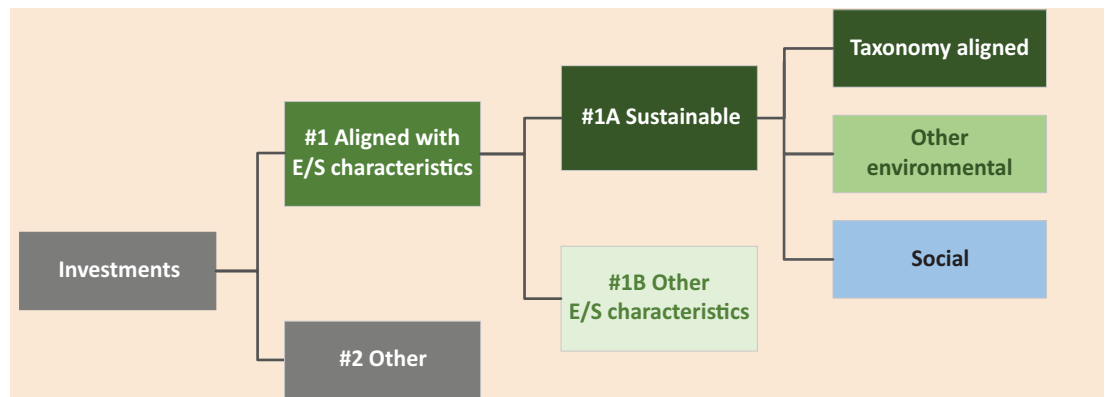 Taxonomy aligned
#1A Sustainable
#1 Aligned with
E/S characteristics
Other
environmental
Social
Investments
#1B Other
E/S characteristics
#2 Other